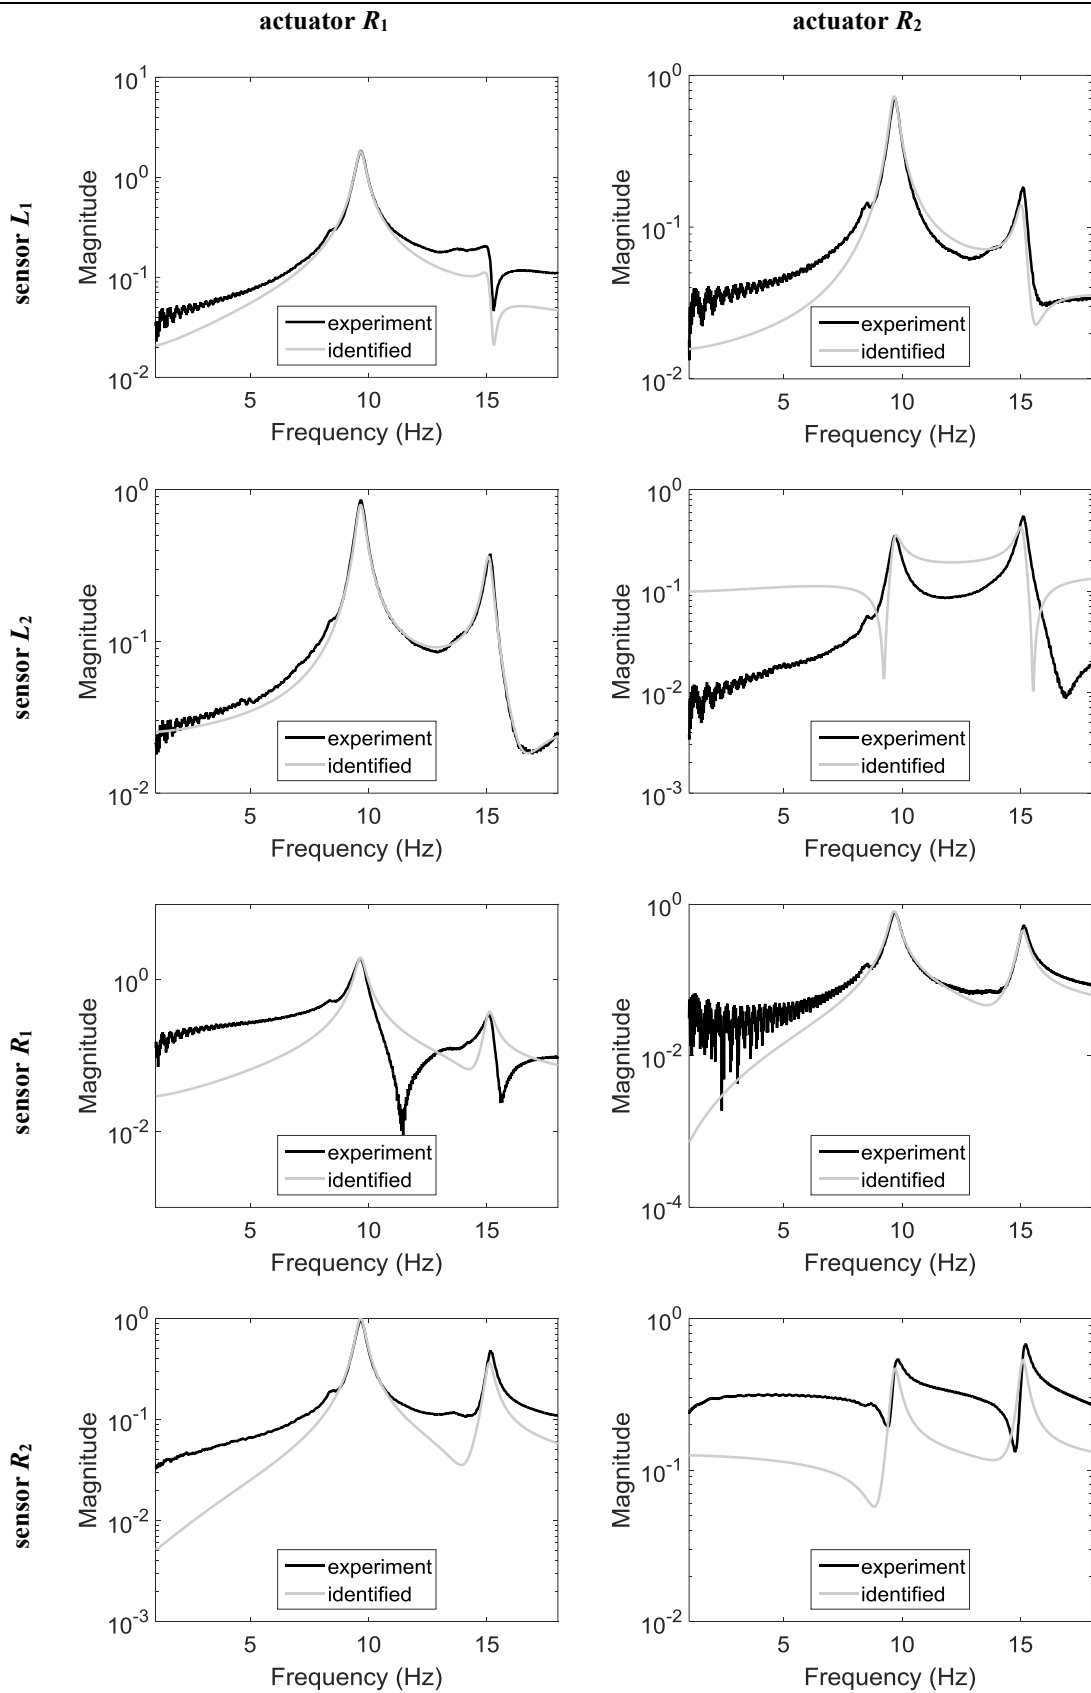 actuator R1
actuator R2
sensor L1
10^1
10^0
10^-1
10^-2
Magnitude
experiment
identified
5
10
15
Frequency (Hz)
10^0
10^-1
10^-2
Magnitude
experiment
identified
5
10
15
Frequency (Hz)
sensor L2
10^0
10^-1
10^-2
Magnitude
experiment
identified
5
10
15
Frequency (Hz)
10^0
10^-1
10^-2
10^-3
Magnitude
experiment
identified
5
10
15
Frequency (Hz)
sensor R1
10^0
10^-2
Magnitude
experiment
identified
5
10
15
Frequency (Hz)
10^0
10^-2
10^-4
Magnitude
experiment
identified
5
10
15
Frequency (Hz)
sensor R2
10^0
10^-1
10^-2
10^-3
Magnitude
experiment
identified
5
10
15
Frequency (Hz)
10^0
10^-1
10^-2
Magnitude
experiment
identified
5
10
15
Frequency (Hz)